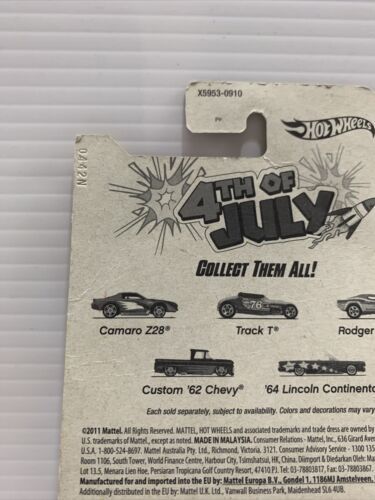 X5953-0910
PP
HOT WHEELS
0442N
4TH OF
JULY
COLLECT THEM ALL!
76
Camaro Z28®
Track T®
Rodger
Custom '62 Chevy®
'64 Lincoln Continenta
Each sold separately, subject to availability. Colors and decorations may vary
©2011 Mattel. All Rights Reserved. MATTEL, HOT WHEELS and associated trademarks and trade dress are owned by
U.S. trademarks of Mattel, except as noted. MADE IN MALAYSIA. Consumer Relations - Mattel, Inc., 636 Girard Aven
U.S.A. 1-800-524-8697. Mattel Australia Pty. Ltd., Richmond, Victoria. Consumer Advisory Service - 1300 135
Room 1106, South Tower, World Finance Centre, Harbour City, Tsimshatsui, HK, China. Diimport & Diedarkan Oleh: Mat
Lot 13.5, Menara Lien Hoe, Persiaran Tropicana Golf Country Resort, 47410 PJ. Tel: 03-78803817, Fax: 03-78803867.
Manufactured for and imported into the EU by: Mattel Europa B.V., Gondel 1, 1186MJ Amstelveen,
Additionally distributed in the EU by: Mattel U.K. Ltd., Vanwall Business Park, Maidenhead SL6 4UB.